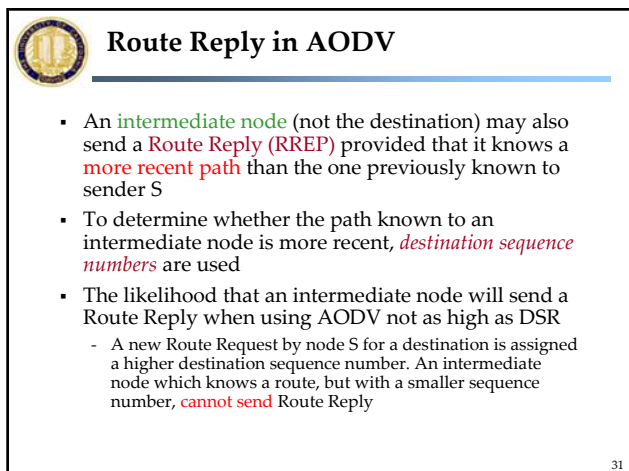 Route Reply in AODV
▪ An intermediate node (not the destination) may also
send a Route Reply (RREP) provided that it knows a
more recent path than the one previously known to
sender S
▪ To determine whether the path known to an
intermediate node is more recent, destination sequence
numbers are used
▪ The likelihood that an intermediate node will send a
Route Reply when using AODV not as high as DSR
- A new Route Request by node S for a destination is assigned
a higher destination sequence number. An intermediate
node which knows a route, but with a smaller sequence
number, cannot send Route Reply
31